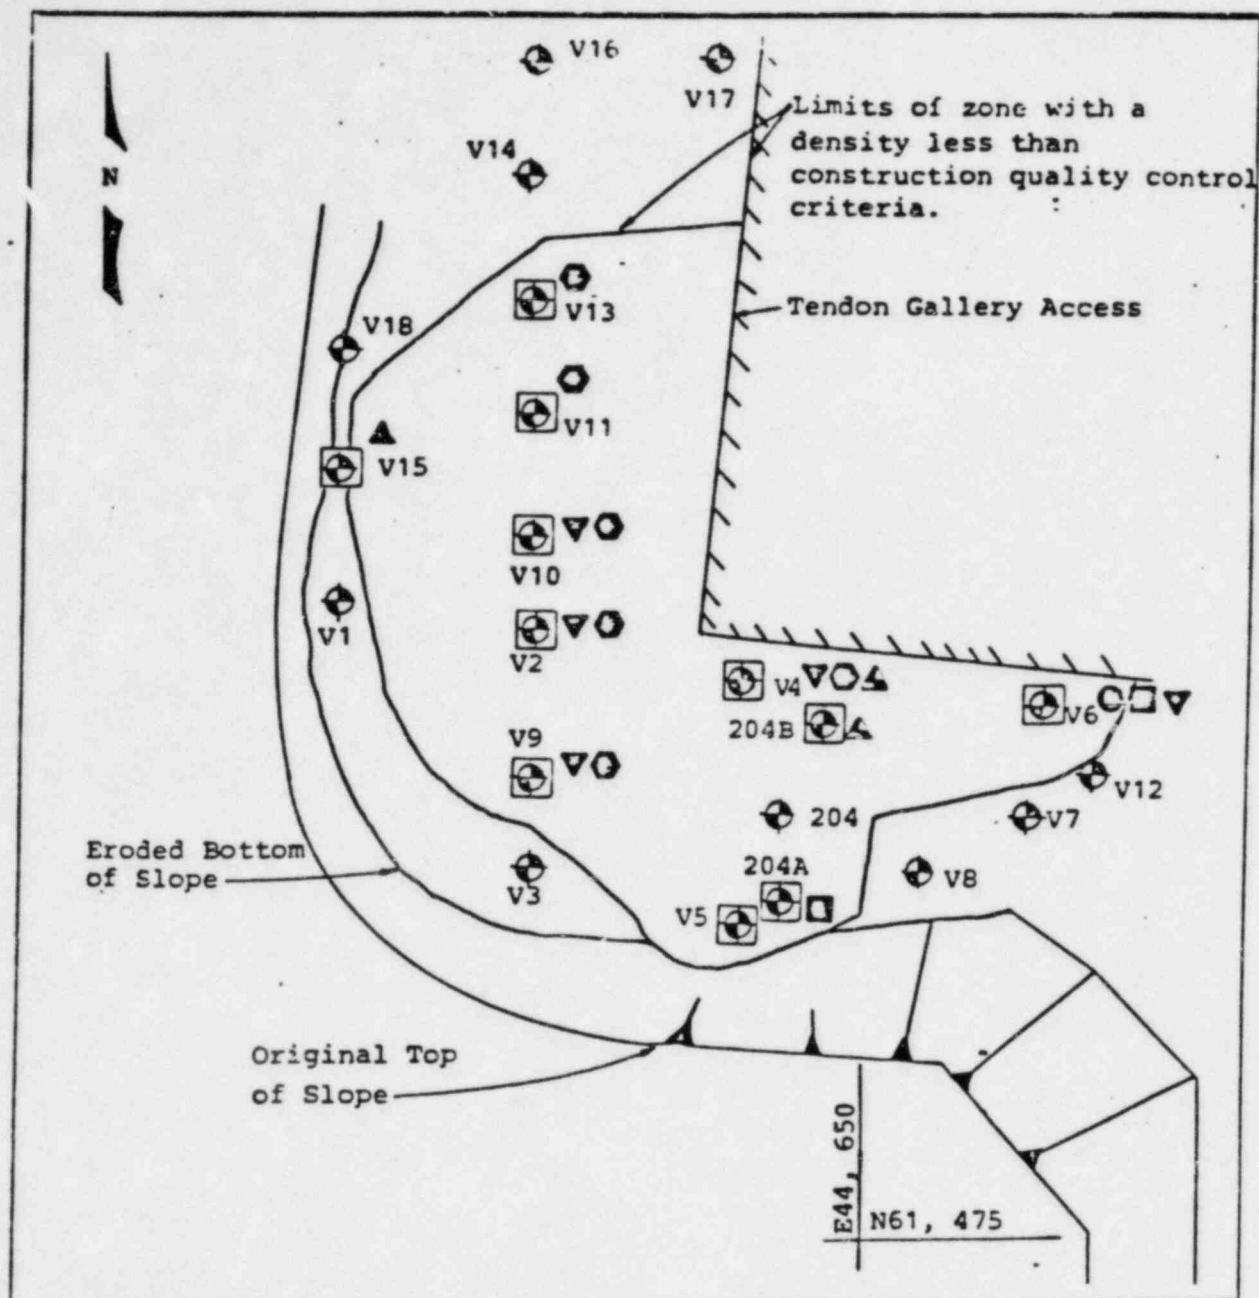 V16
V17
Limits of zone with a
density less than
construction quality control
criteria.
V14
N
V13
Tendon Gallery Access
V18
V11
V15
V10
V1
V2
V4
V6
204B
V9
V12
204
V7
Eroded Bottom
of Slope
204A
V8
V3
V5
Original Top
of Slope
E44, 650
N61, 475